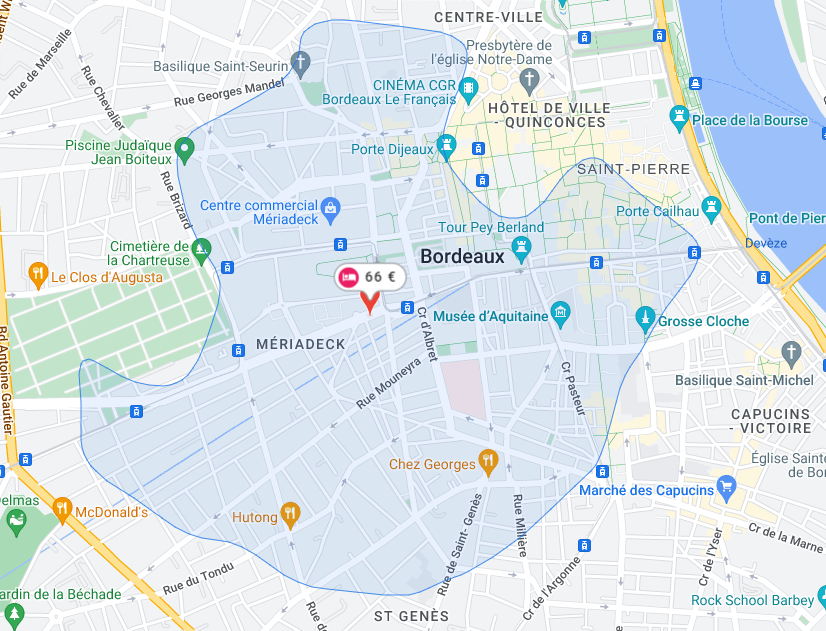 CENTRE-VILLE
Rue de Marseille
Presbytère de
l'église Notre-Dame
Basilique Saint-Seurin
Rue Chevalier
Rue Georges Mandel
CINÉMA CGR
Bordeaux Le Français
HÔTEL DE VILLE
- QUINCONCES
Place de la Bourse
Piscine Judaïque
Jean Boiteux
Porte Dijeaux
SAINT-PIERRE
Rue Brizard
Centre commercial
Mériadeck
Porte Cailhau
Pont de Pier
Tour Pey Berland
Cimetière de
la Chartreuse
Bordeaux
Devèze
Le Clos d'Augusta
66 €
Musée d'Aquitaine
Grosse Cloche
Cr d'Albret
MÉRIADECK
Bd Antoine Gautier
Rue Mouneyra
Cr Pasteur
Basilique Saint-Michel
CAPUCINS
- VICTOIRE
Chez Georges
Église Sainte
de Bo
Marché des Capucins
Delmas
McDonald's
Hutong
Rue de Saint- Genès
Rue Millière
Cr de la Marne
Cr de l'Yser
Rue du Tondu
Cr de l'Argonne
Jardin de la Béchade
Rock School Barbey
Rue de
ST GENÈS